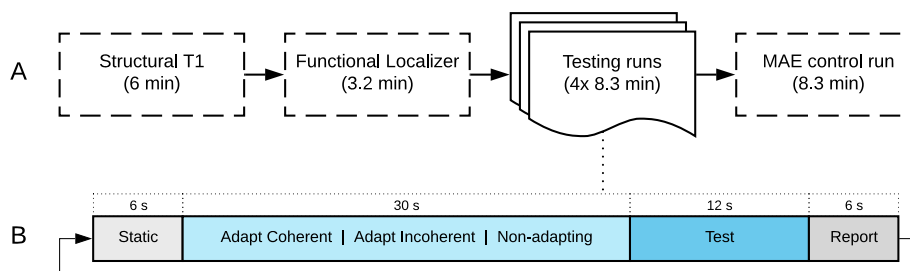 A
Structural T1
(6 min)
Functional Localizer
(3.2 min)
Testing runs
(4x 8.3 min)
MAE control run
(8.3 min)
6 s
30 s
12 s
6 s
B
Static
Adapt Coherent | Adapt Incoherent | Non-adapting
Test
Report